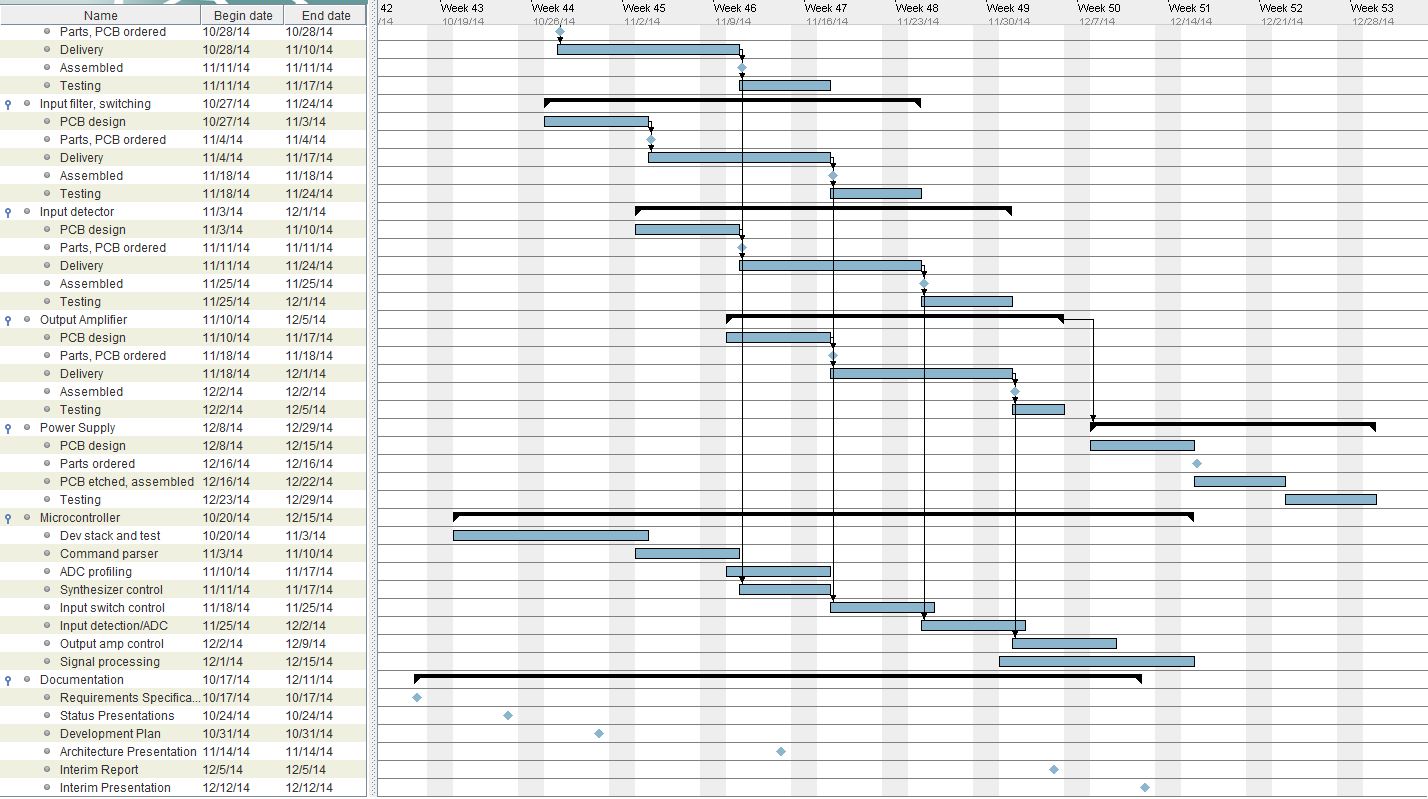 Name Begin date End date
42 Week 43 Week 44 Week 45 Week 46 Week 47 Week 48 Week 49 Week 50 Week 51 Week 52 Week 53
/14 10/19/14 10/26/14 11/2/14 11/9/14 11/16/14 11/23/14 11/30/14 12/7/14 12/14/14 12/21/14 12/28/14
Parts, PCB ordered 10/28/14 10/28/14
Delivery 10/28/14 11/10/14
Assembled 11/11/14 11/11/14
Testing 11/11/14 11/17/14
Input filter, switching 10/27/14 11/24/14
PCB design 10/27/14 11/3/14
Parts, PCB ordered 11/4/14 11/4/14
Delivery 11/4/14 11/17/14
Assembled 11/18/14 11/18/14
Testing 11/18/14 11/24/14
Input detector 11/3/14 12/1/14
PCB design 11/3/14 11/10/14
Parts, PCB ordered 11/11/14 11/11/14
Delivery 11/11/14 11/24/14
Assembled 11/25/14 11/25/14
Testing 11/25/14 12/1/14
Output Amplifier 11/10/14 12/5/14
PCB design 11/10/14 11/17/14
Parts, PCB ordered 11/18/14 11/18/14
Delivery 11/18/14 12/1/14
Assembled 12/2/14 12/2/14
Testing 12/2/14 12/5/14
Power Supply 12/8/14 12/29/14
PCB design 12/8/14 12/15/14
Parts ordered 12/16/14 12/16/14
PCB etched, assembled 12/16/14 12/22/14
Testing 12/23/14 12/29/14
Microcontroller 10/20/14 12/15/14
Dev stack and test 10/20/14 11/3/14
Command parser 11/3/14 11/10/14
ADC profiling 11/10/14 11/17/14
Synthesizer control 11/11/14 11/17/14
Input switch control 11/18/14 11/25/14
Input detection/ADC 11/25/14 12/2/14
Output amp control 12/2/14 12/9/14
Signal processing 12/1/14 12/15/14
Documentation 10/17/14 12/11/14
Requirements Specifica... 10/17/14 10/17/14
Status Presentations 10/24/14 10/24/14
Development Plan 10/31/14 10/31/14
Architecture Presentation 11/14/14 11/14/14
Interim Report 12/5/14 12/5/14
Interim Presentation 12/12/14 12/12/14